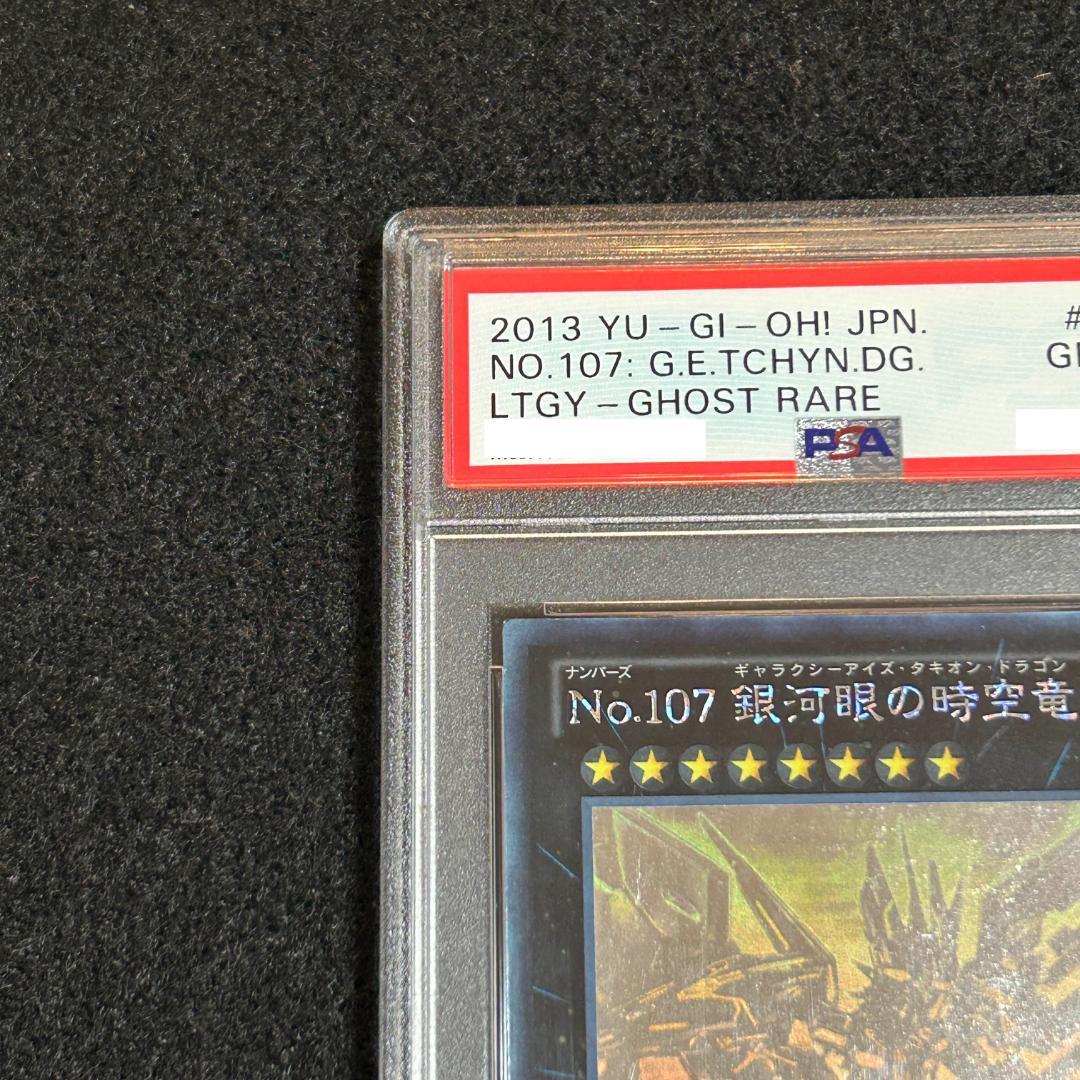 2013 YU-GI-OH! JPN. #
NO.107: G.E.TCHYN.DG.
LTGY-GHOST RARE
PSA
ナンバーズ ギャラクシーアイズ・タキオン・ドラゴン
No.107 銀河眼の時空竜